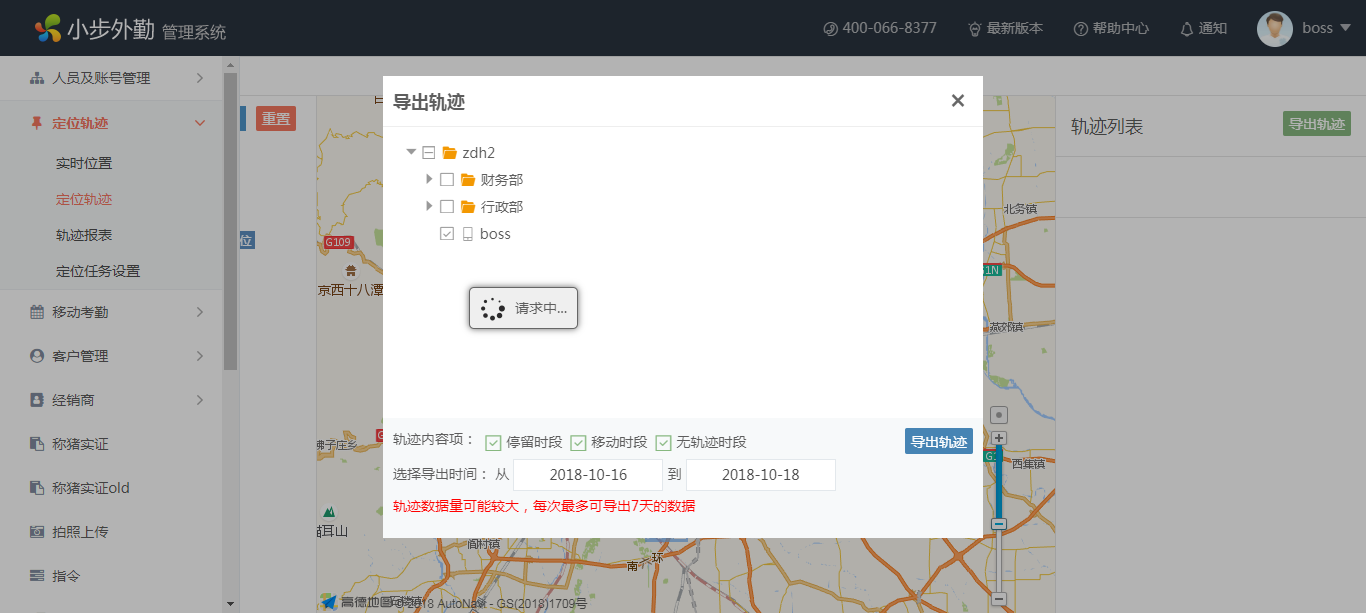 小步外勤 管理系统
400-066-8377
最新版本
帮助中心
通知
boss
人员及账号管理
定位轨迹
实时位置
定位轨迹
轨迹报表
定位任务设置
移动考勤
客户管理
经销商
称猪实证
称猪实证old
拍照上传
指令
重置
位
G109
京西十八潭
佛子庄乡
猫耳山
阎村镇
南六环
高德地图
2018 AutoNavi - GS(2018)1709号
北务镇
G1N
燕郊镇
西集镇
轨迹列表
导出轨迹
导出轨迹
×
zdh2
财务部
行政部
boss
请求中...
轨迹内容项： 停留时段 移动时段 无轨迹时段
导出轨迹
选择导出时间： 从 2018-10-16 到 2018-10-18
轨迹数据量可能较大，每次最多可导出7天的数据